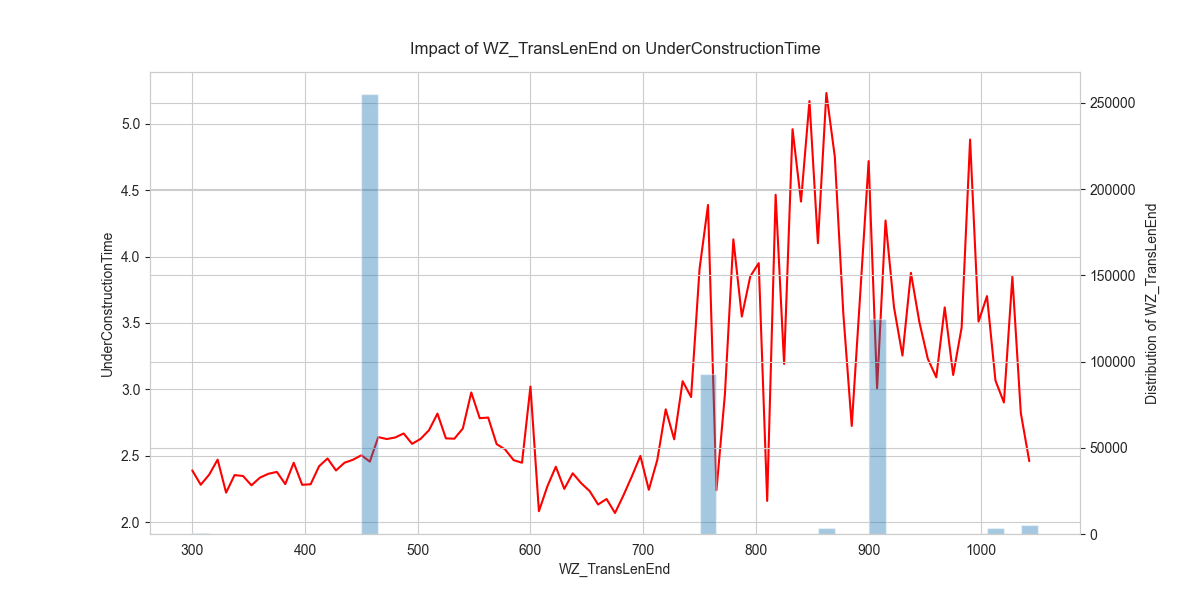 Impact of WZ_TransLenEnd on UnderConstructionTime
5.0
4.5
4.0
3.5
3.0
2.5
2.0
UnderConstructionTime
250000
200000
150000
100000
50000
0
Distribution of WZ_TransLenEnd
300 400 500 600 700 800 900 1000
WZ_TransLenEnd